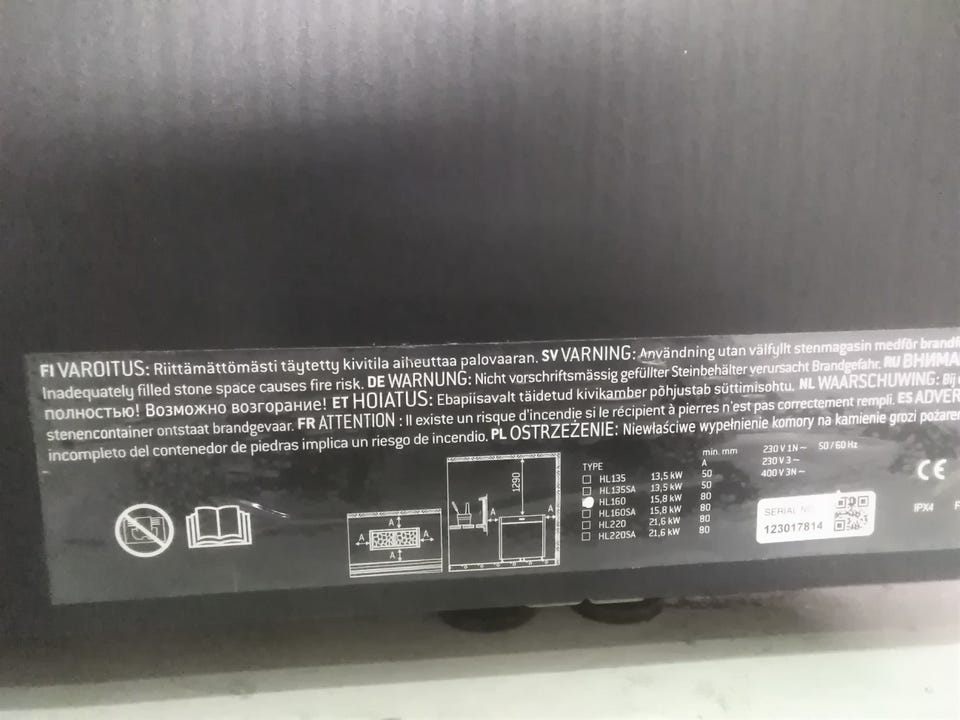 FI VAROITUS: Riittämättömästi täytetty kivitila aiheuttaa palovaaran. SV VARNING: Användning utan välfyllt stenmagasin medför
Inadequately filled stone space causes fire risk. DE WARNUNG: Nicht vorschriftsmässig gefüllter Steinbehälter verursacht Brandgefahr. RU
полностью! Возможно возгорание! ET HOIATUS: Ebapiisavalt täidetud kivikamber põhjustab süttimisohtu. NL WAARSCHUWING: Bij
stenencontainer ontstaat brandgevaar. FR ATTENTION : Il existe un risque d'incendie si le récipient à pierres n'est pas correctement rempli. ES
incompleto del contenedor de piedras implica un riesgo de incendio. PL OSTRZEŻENIE: Niewłaściwe wypełnienie komory na kamienie grozi
1290
A A
A
A A
A
TYPE min. mm
A
HL135 13,5 kW 50
HL135SA 13,5 kW 50
HL160 15,8 kW 80
HL160SA 15,8 kW 80
HL220 21,6 kW 80
HL220SA 21,6 kW 80
230 V 1N~ 50/60 Hz
230 V 3~
400 V 3N~
SERIAL NO.
123017814
CE
IPX4